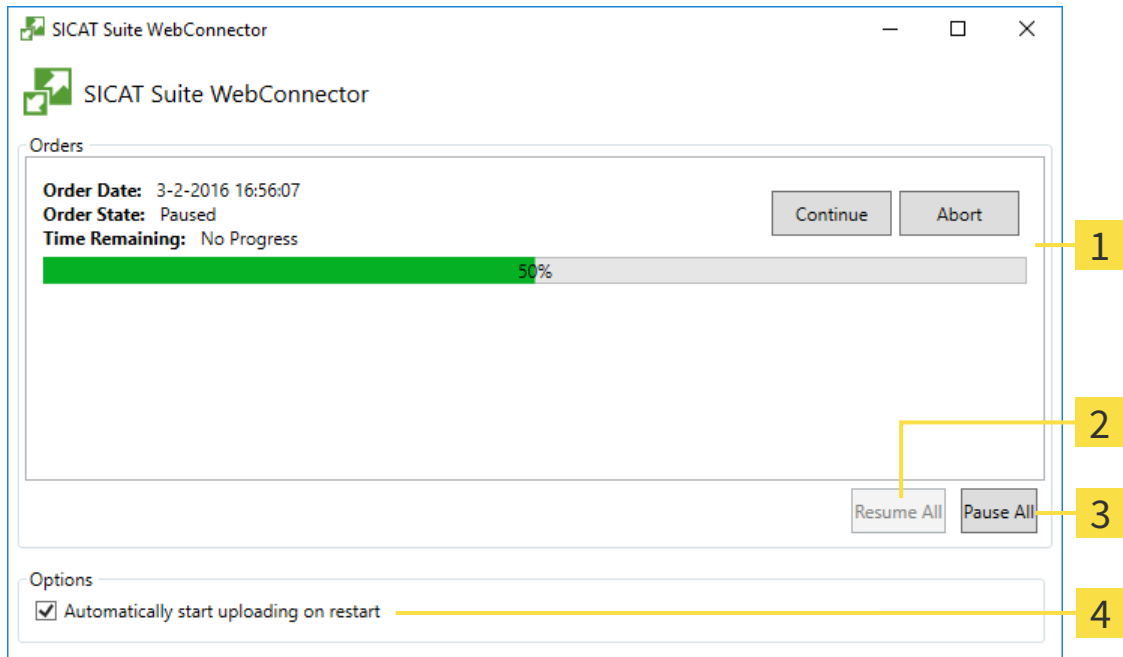 SICAT Suite WebConnector
SICAT Suite WebConnector
Orders
Order Date: 3-2-2016 16:56:07
Order State: Paused
Time Remaining: No Progress
Continue
Abort
1
50%
2
Resume All
Pause All
3
Options
Automatically start uploading on restart
4